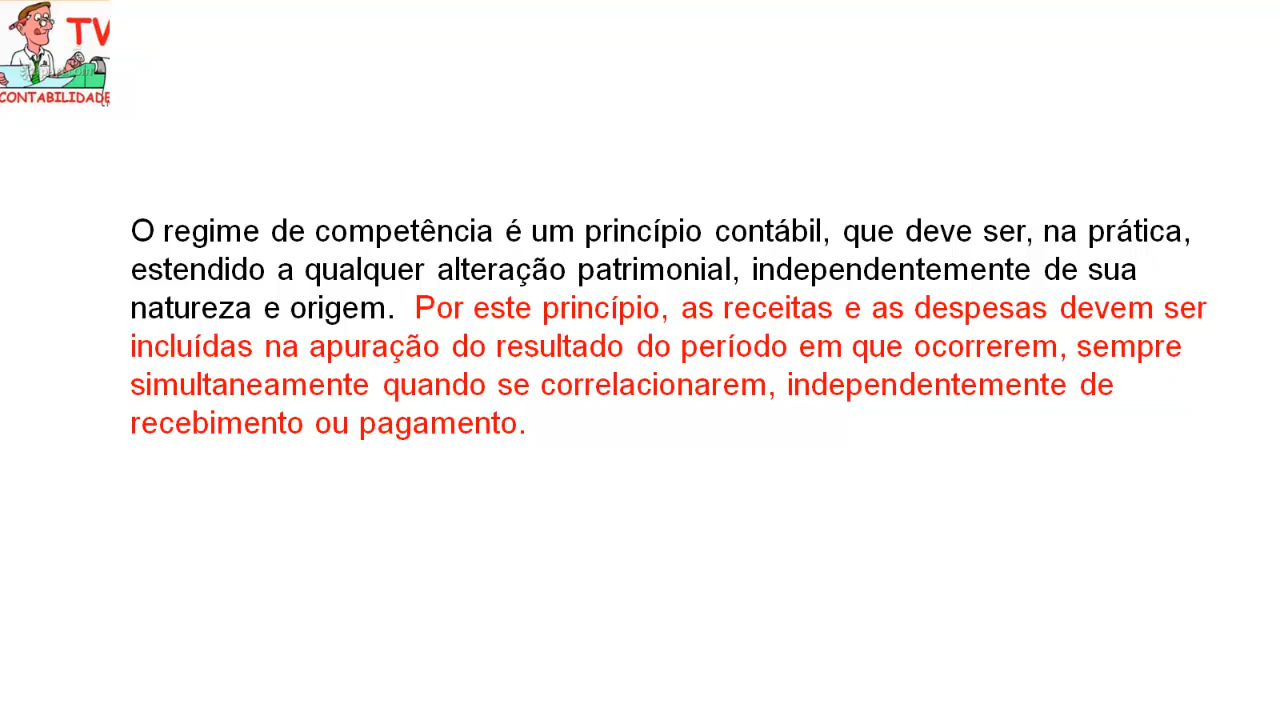 TV
CONTABILIDADE
O regime de competência é um princípio contábil, que deve ser, na prática,
estendido a qualquer alteração patrimonial, independentemente de sua
natureza e origem. Por este princípio, as receitas e as despesas devem ser
incluídas na apuração do resultado do período em que ocorrerem, sempre
simultaneamente quando se correlacionarem, independentemente de
recebimento ou pagamento.